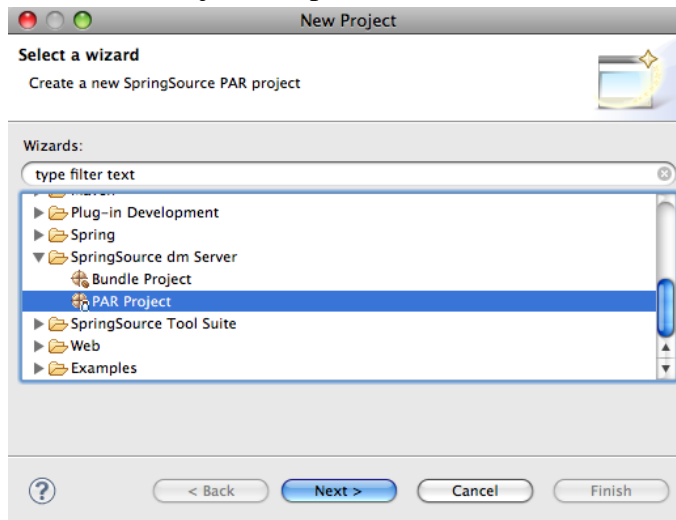 New Project
Select a wizard
Create a new SpringSource PAR project
Wizards:
type filter text
Plug-in Development
Spring
SpringSource dm Server
Bundle Project
PAR Project
SpringSource Tool Suite
Web
Examples
?
< Back
Next >
Cancel
Finish